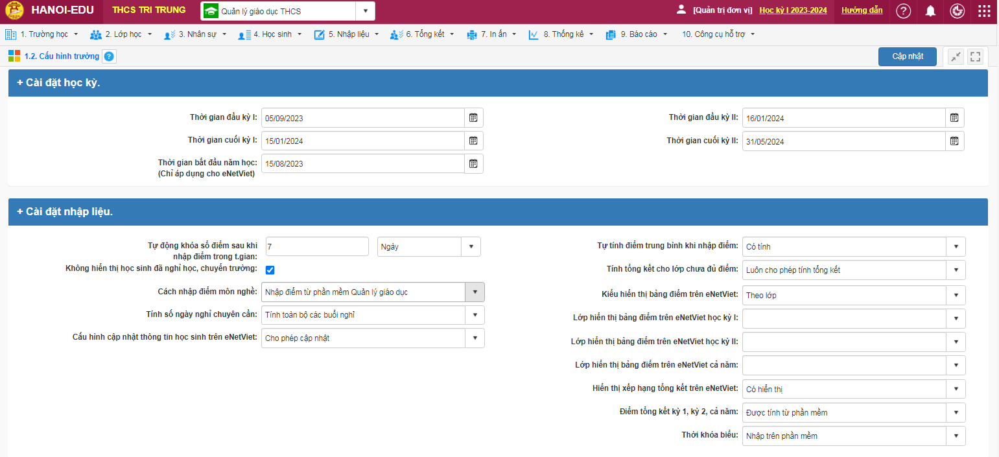 HANOI-EDU THCS TRI TRUNG Quản lý giáo dục THCS [Quản trị đơn vị] Học kỳ I 2023-2024 Hướng dẫn
1. Trường học 2. Lớp học 3. Nhân sự 4. Học sinh 5. Nhập liệu 6. Tổng kết 7. In ấn 8. Thống kê 9. Báo cáo 10. Công cụ hỗ trợ
1.2. Cấu hình trường ? Cập nhật
+ Cài đặt học kỳ.
Thời gian đầu kỳ I: 05/09/2023 Thời gian đầu kỳ II: 16/01/2024
Thời gian cuối kỳ I: 15/01/2024 Thời gian cuối kỳ II: 31/05/2024
Thời gian bắt đầu năm học: 15/08/2023
(Chỉ áp dụng cho eNetViet)
+ Cài đặt nhập liệu.
Tự động khóa sổ điểm sau khi 7 Ngày Tự tính điểm trung bình khi nhập điểm: Có tính
nhập điểm trong t.gian:
Không hiển thị học sinh đã nghỉ học, chuyển trường: Tính tổng kết cho lớp chưa đủ điểm: Luôn cho phép tính tổng kết
Cách nhập điểm môn nghề: Nhập điểm từ phần mềm Quản lý giáo dục Kiểu hiển thị bảng điểm trên eNetViet: Theo lớp
Tính số ngày nghỉ chuyên cần: Tính toán bộ các buổi nghỉ Lớp hiển thị bảng điểm trên eNetViet học kỳ I:
Cấu hình cập nhật thông tin học sinh trên eNetViet: Cho phép cập nhật Lớp hiển thị bảng điểm trên eNetViet học kỳ II:
Lớp hiển thị bảng điểm trên eNetViet cả năm:
Hiển thị xếp hạng tổng kết trên eNetViet: Có hiển thị
Điểm tổng kết kỳ 1, kỳ 2, cả năm: Được tính từ phần mềm
Thời khóa biểu: Nhập trên phần mềm